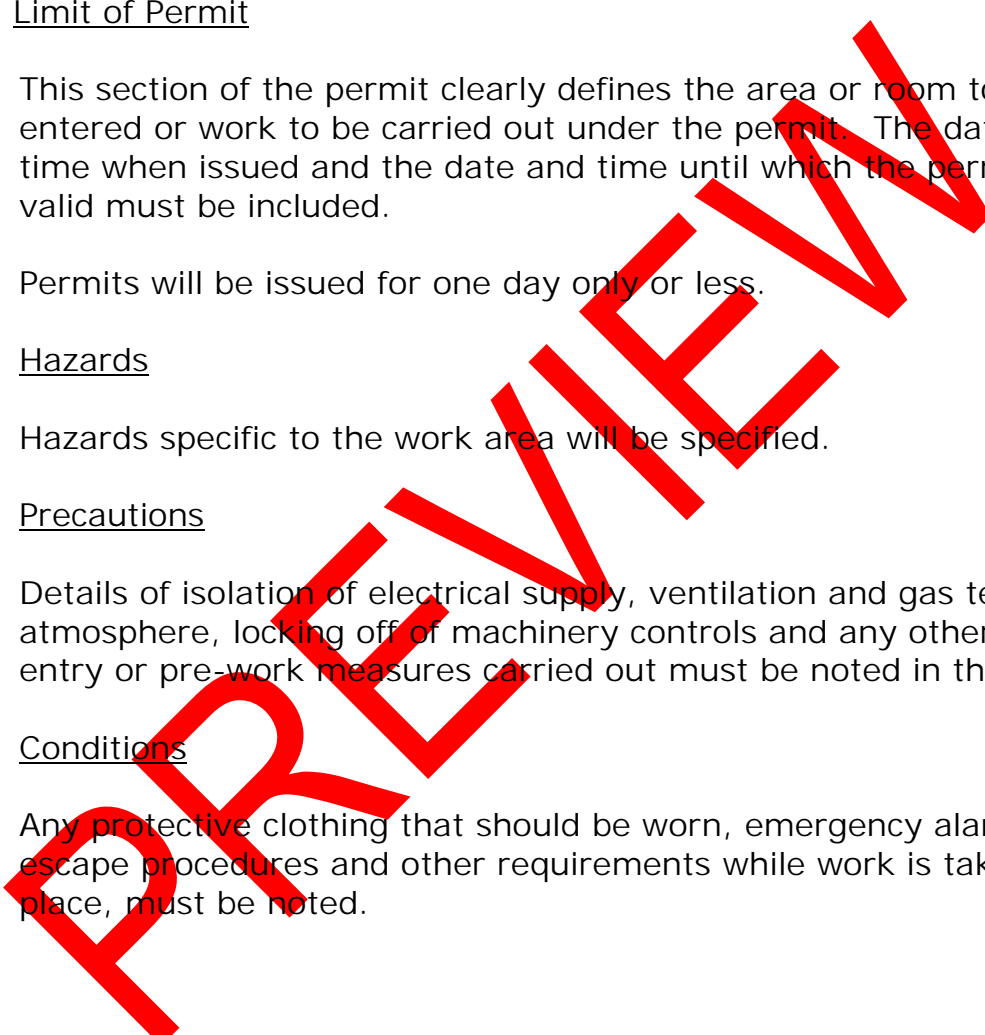 Limit of Permit
This section of the permit clearly defines the area or room to
entered or work to be carried out under the permit. The dat
time when issued and the date and time until which the perm
valid must be included.
Permits will be issued for one day only or less.
Hazards
Hazards specific to the work area will be specified.
Precautions
Details of isolation of electrical supply, ventilation and gas te
atmosphere, locking off of machinery controls and any other
entry or pre-work measures carried out must be noted in th
Conditions
Any protective clothing that should be worn, emergency alar
escape procedures and other requirements while work is tak
place, must be noted.
PREVIEW